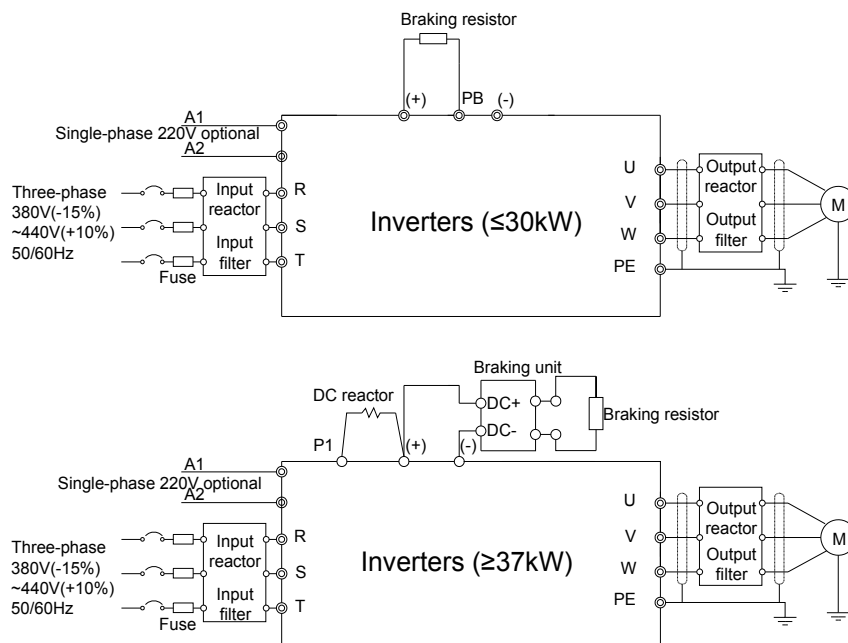 Braking resistor
(+)
PB
(-)
A1
Single-phase 220V optional
A2
Three-phase
380V(-15%)
~440V(+10%)
50/60Hz
Fuse
Input
reactor
Input
filter
R
S
T
Inverters (≤30kW)
U
V
W
PE
Output
reactor
Output
filter
M
Braking unit
DC reactor
DC+
DC-
Braking resistor
P1
(+)
(-)
A1
Single-phase 220V optional
A2
Three-phase
380V(-15%)
~440V(+10%)
50/60Hz
Fuse
Input
reactor
Input
filter
R
S
T
Inverters (≥37kW)
U
V
W
PE
Output
reactor
Output
filter
M